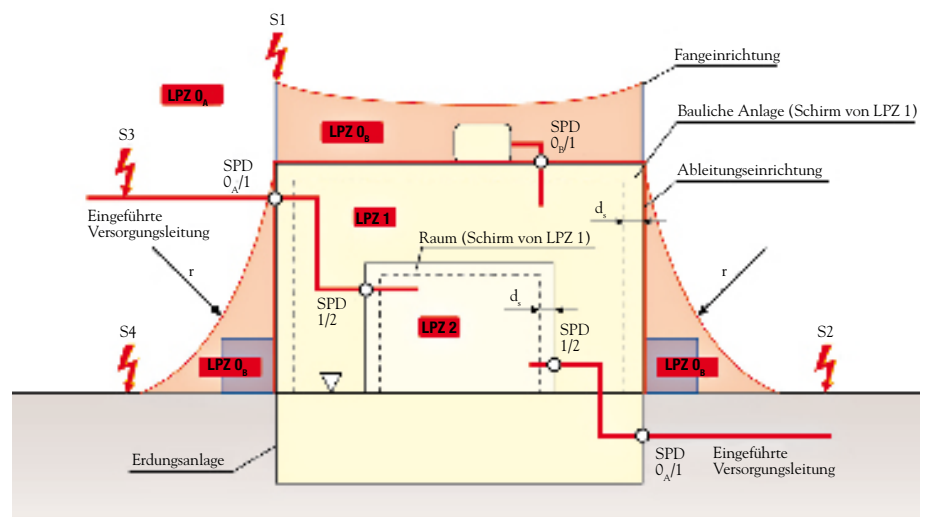 S1
Fangeinrichtung
LPZ 0A
Bauliche Anlage (Schirm von LPZ 1)
LPZ 0B
SPD
0B/1
S3
SPD
0A/1
Ableitungseinrichtung
Eingeführte
Versorgungsleitung
LPZ 1
ds
Raum (Schirm von LPZ 1)
r
r
SPD
1/2
ds
LPZ 2
SPD
1/2
S4
S2
LPZ 0B
LPZ 0B
Erdungsanlage
SPD
0A/1
Eingeführte
Versorgungsleitung